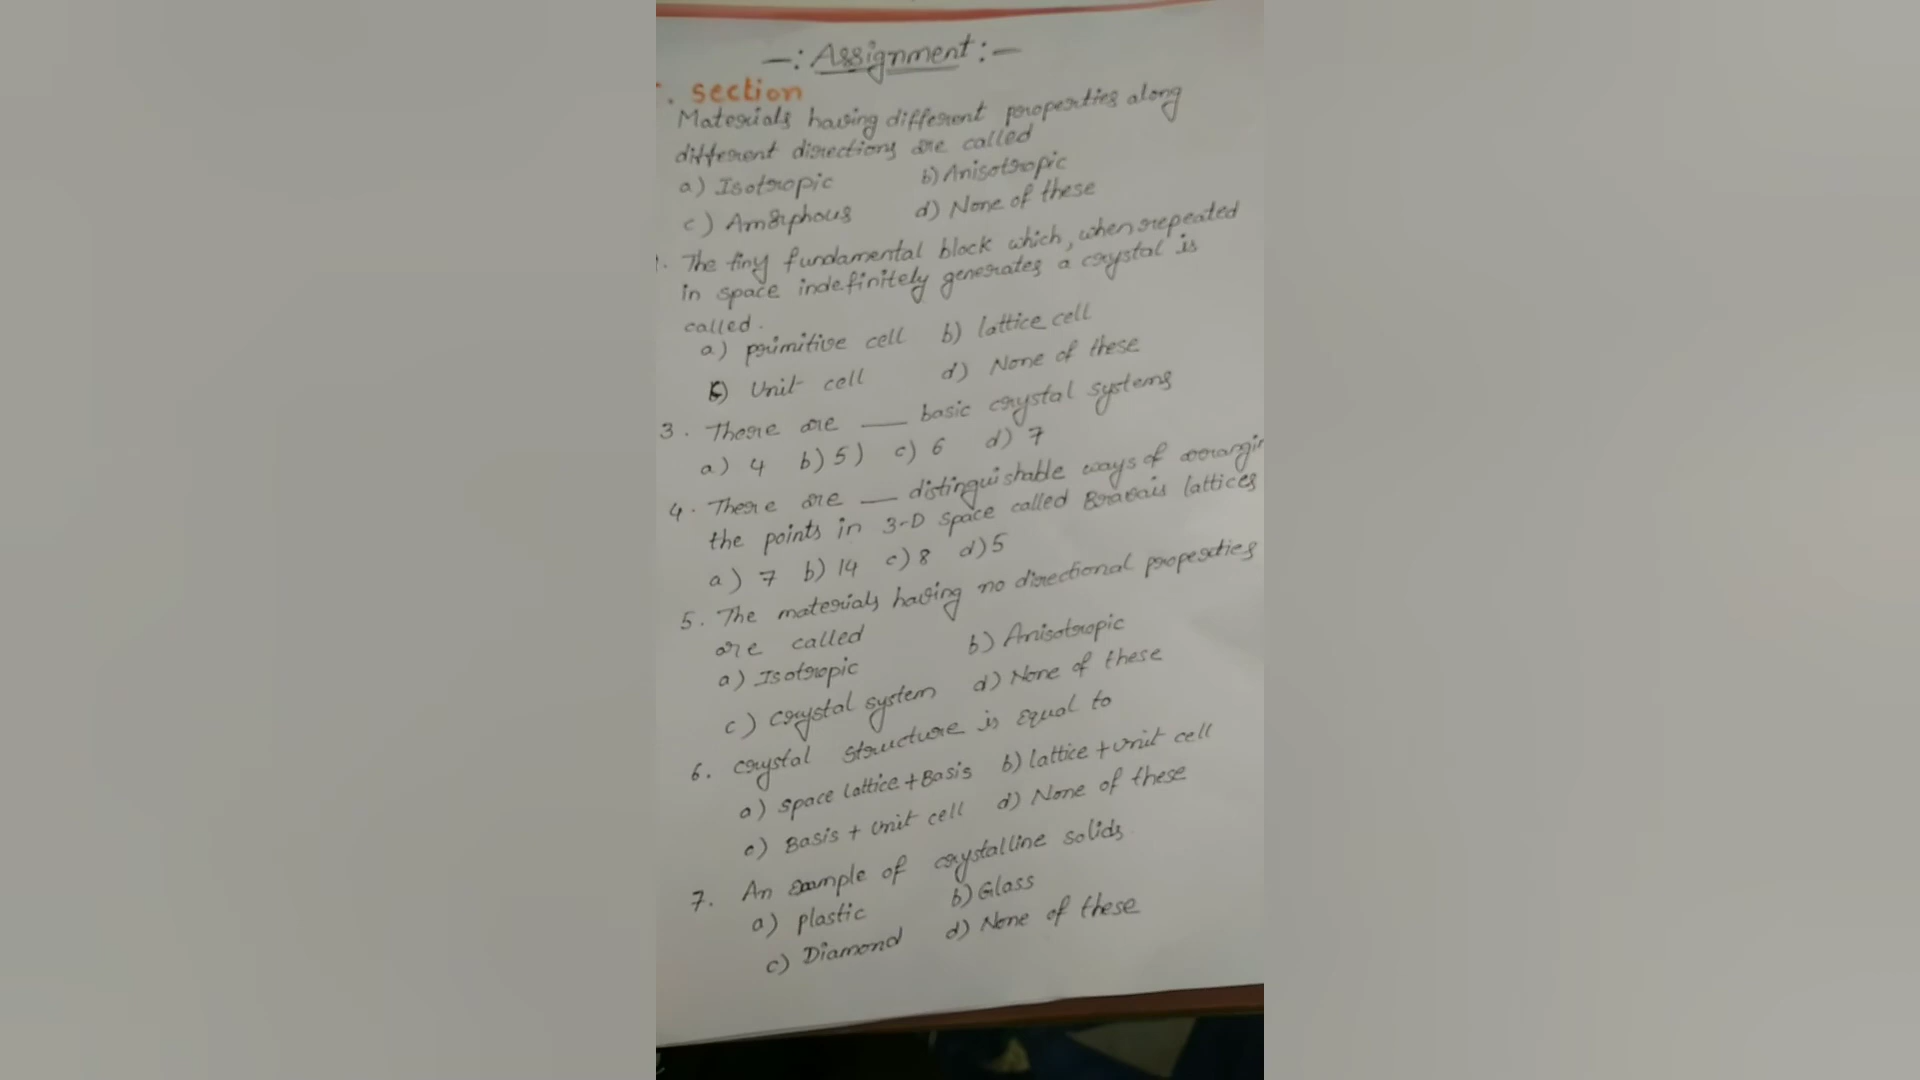 -: Assignment :-
. section
Materials having different properties along
different directions are called
a) Isotropic b) Anisotropic
c) Amorphous d) None of these
. The tiny fundamental block which, when repeated
in space indefinitely generates a crystal is
called.
a) primitive cell b) lattice cell
c) Unit cell d) None of these
3. There are ___ basic crystal systems
a) 4 b) 5) c) 6 d) 7
4. There are ___ distinguishable ways of
the points in 3-D space called Bravais lattices
a) 7 b) 14 c) 8 d) 5
5. The materials having no directional properties
are called
a) Isotropic b) Anisotropic
c) crystal system d) None of these
6. crystal structure is equal to
a) space lattice + Basis b) lattice + unit cell
c) Basis + Unit cell d) None of these
7. An Example of crystalline solids
a) plastic b) Glass
c) Diamond d) None of these